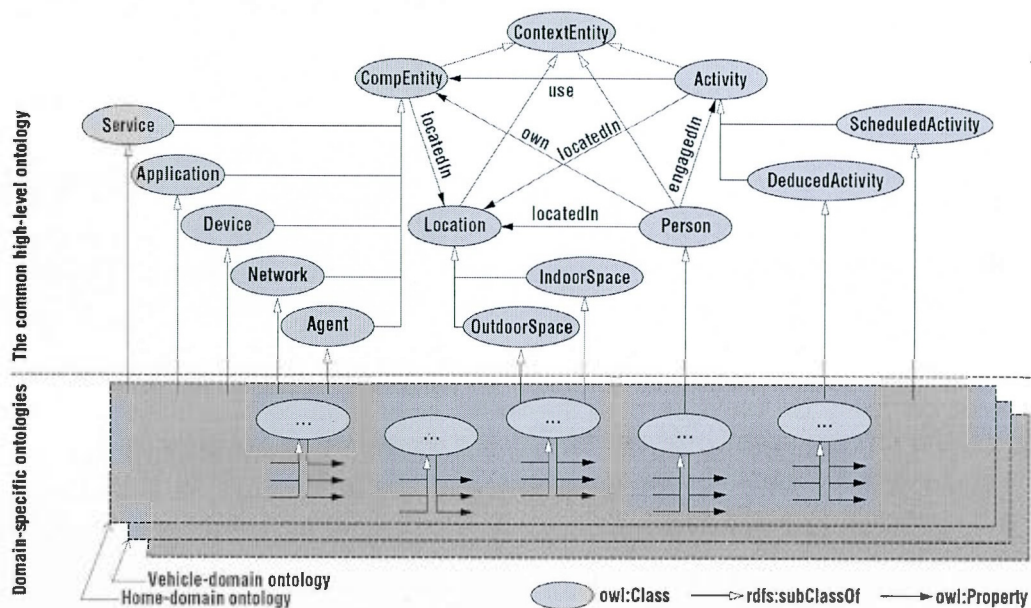 ContextEntity
CompEntity
Activity
use
Service
ScheduledActivity
own
locatedIn
locatedIn
engagedIn
Application
DeducedActivity
Device
Location
locatedIn
Person
Network
IndoorSpace
Agent
OutdoorSpace
The common high-level ontology
...
...
...
...
...
Domain-specific ontologies
Vehicle-domain ontology
Home-domain ontology
owl:Class
rdfs:subClassOf
owl:Property